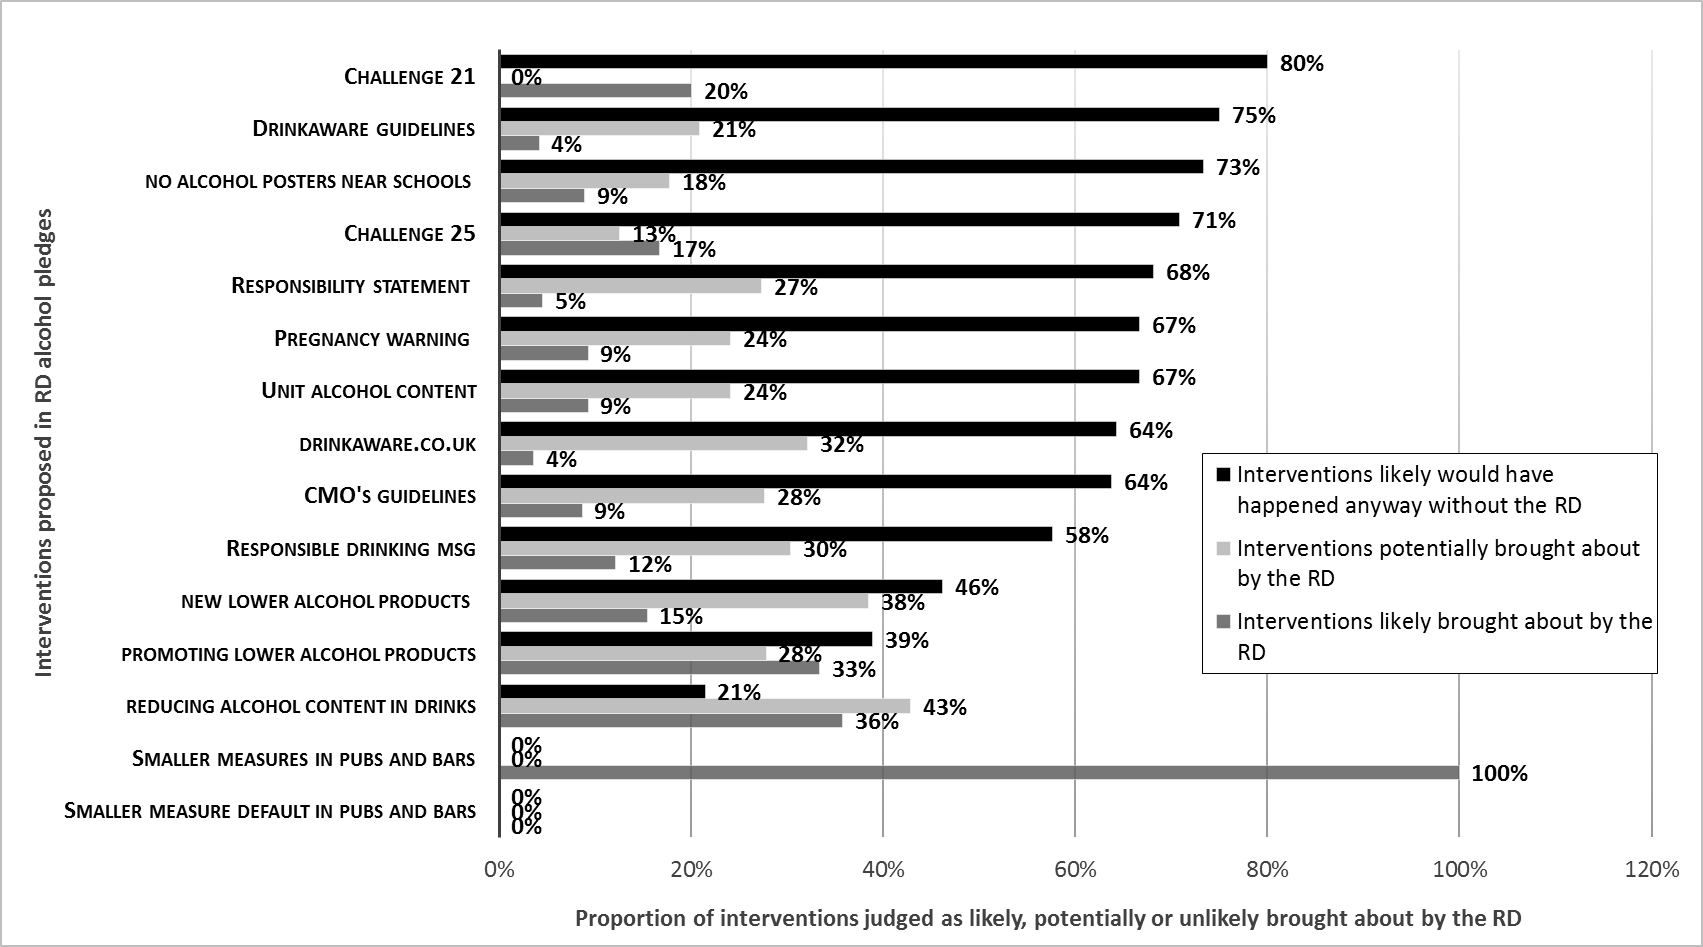 Interventions proposed in RD alcohol pledges
CHALLENGE 21
80%
0%
20%
DRINKAWARE GUIDELINES
75%
21%
4%
NO ALCOHOL POSTERS NEAR SCHOOLS
73%
18%
9%
CHALLENGE 25
71%
13%
17%
RESPONSIBILITY STATEMENT
68%
27%
5%
PREGNANCY WARNING
67%
24%
9%
UNIT ALCOHOL CONTENT
67%
24%
9%
DRINKAWARE.CO.UK
64%
32%
4%
CMO'S GUIDELINES
64%
28%
9%
RESPONSIBLE DRINKING MSG
58%
30%
12%
NEW LOWER ALCOHOL PRODUCTS
46%
38%
15%
PROMOTING LOWER ALCOHOL PRODUCTS
39%
28%
33%
REDUCING ALCOHOL CONTENT IN DRINKS
21%
43%
36%
SMALLER MEASURES IN PUBS AND BARS
0%
0%
100%
SMALLER MEASURE DEFAULT IN PUBS AND BARS
0%
0%
0%
Interventions likely would have
happened anyway without the RD
Interventions potentially brought about
by the RD
Interventions likely brought about by the
RD
0% 20% 40% 60% 80% 100% 120%
Proportion of interventions judged as likely, potentially or unlikely brought about by the RD